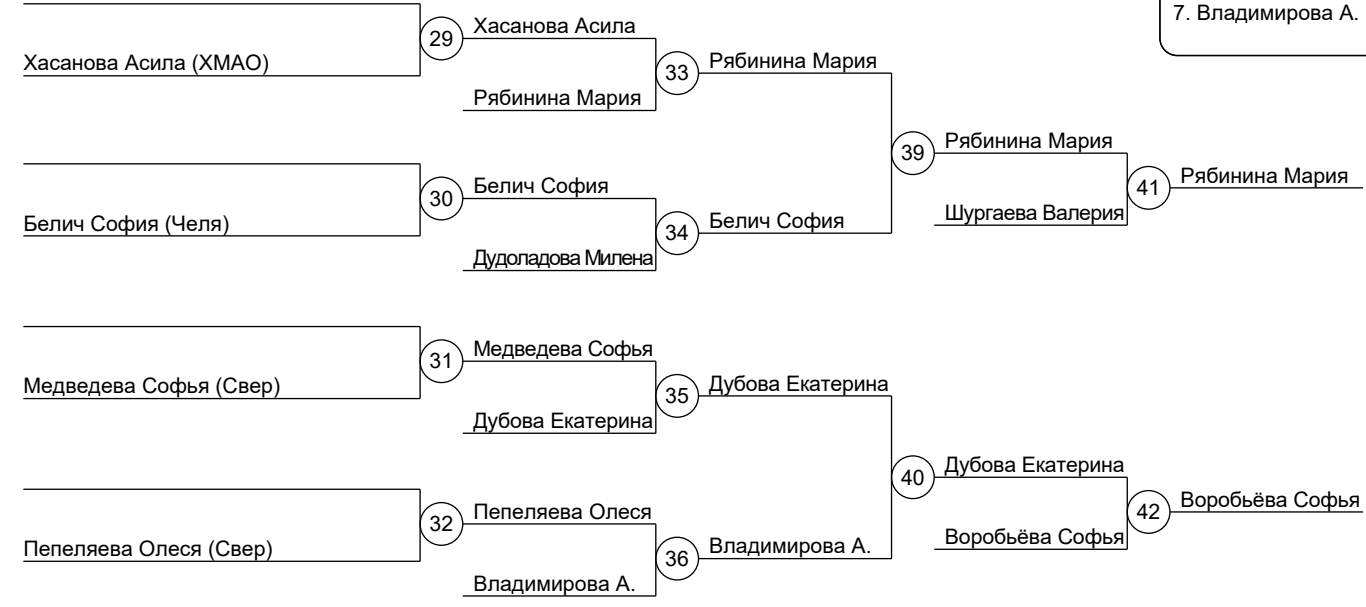 7. Владимирова А.
29
Хасанова Асила
Хасанова Асила (ХМАО)
33
Рябинина Мария
Рябинина Мария
39
Рябинина Мария
30
Белич София
41
Рябинина Мария
Белич София (Челя)
34
Белич София
Шургаева Валерия
Дудоладова Милена
31
Медведева Софья
Медведева Софья (Свер)
35
Дубова Екатерина
Дубова Екатерина
40
Дубова Екатерина
32
Пепеляева Олеся
42
Воробьёва Софья
Пепеляева Олеся (Свер)
36
Владимирова А.
Воробьёва Софья
Владимирова А.